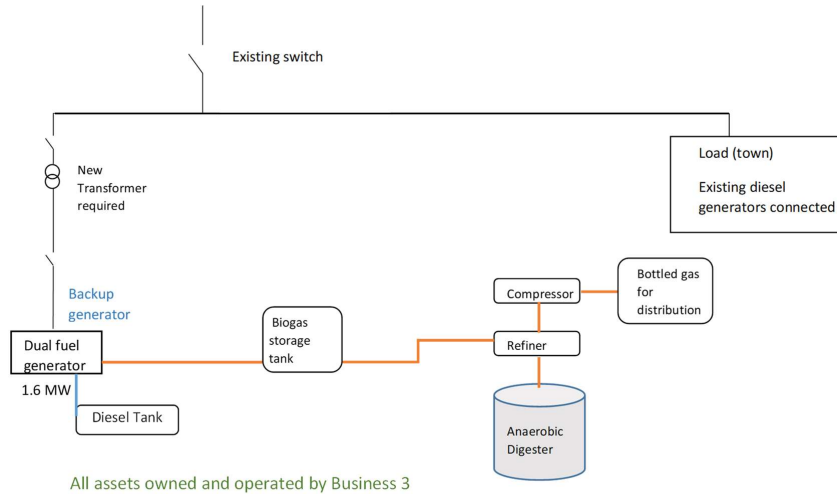 Existing switch
New
Transformer
required
Load (town)
Existing diesel
generators connected
Backup
generator
Dual fuel
generator
1.6 MW
Diesel Tank
Biogas
storage
tank
Compressor
Refiner
Bottled gas
for
distribution
Anaerobic
Digester
All assets owned and operated by Business 3